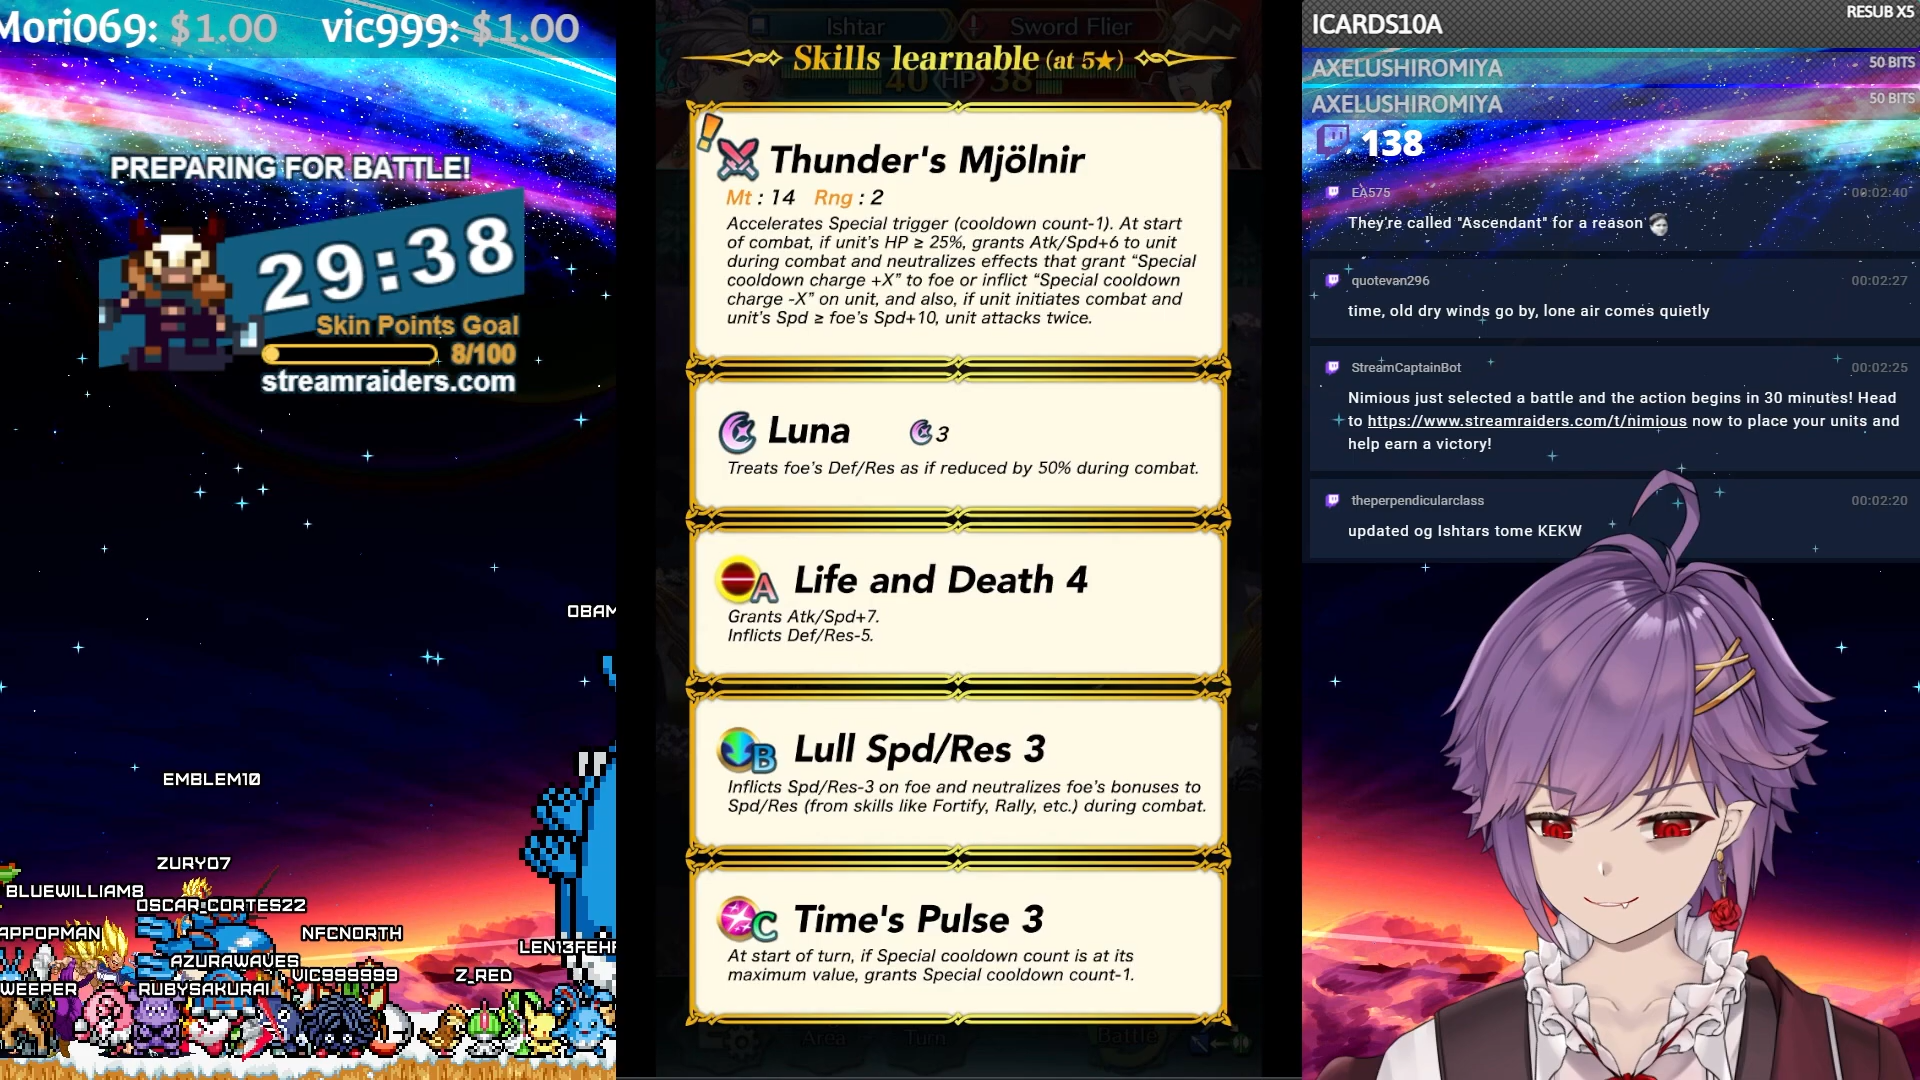 Mori069: $1.00 vic999: $1.00
PREPARING FOR BATTLE!
29:38
Skin Points Goal
8/100
streamraiders.com
OBAM
EMBLEM10
ZURY07
BLUEWILLIAM8
OSCAR_CORTES22
APPOPMAN
NFCNORTH
LEN13FEHP
AZURAWAVES
VIC999999
Z_RED
WEEPER
RUBYSAKURAI
Ishtar
Sword Flier
Skills learnable (at 5★)
40 HP 38
Thunder's Mjölnir
Mt : 14 Rng : 2
Accelerates Special trigger (cooldown count-1). At start
of combat, if unit's HP ≥ 25%, grants Atk/Spd+6 to unit
during combat and neutralizes effects that grant “Special
cooldown charge +X” to foe or inflict “Special cooldown
charge -X” on unit, and also, if unit initiates combat and
unit's Spd ≥ foe's Spd+10, unit attacks twice.
Luna 3
Treats foe's Def/Res as if reduced by 50% during combat.
A Life and Death 4
Grants Atk/Spd+7.
Inflicts Def/Res-5.
B Lull Spd/Res 3
Inflicts Spd/Res-3 on foe and neutralizes foe's bonuses to
Spd/Res (from skills like Fortify, Rally, etc.) during combat.
C Time's Pulse 3
At start of turn, if Special cooldown count is at its
maximum value, grants Special cooldown count-1.
Area Turn Battle
ICARDS10A RESUB X5
AXELUSHIROMIYA 50 BITS
AXELUSHIROMIYA 50 BITS
138
EA575 00:02:40
They're called "Ascendant" for a reason
quotevan296 00:02:27
time, old dry winds go by, lone air comes quietly
StreamCaptainBot 00:02:25
Nimious just selected a battle and the action begins in 30 minutes! Head
to https://www.streamraiders.com/t/nimious now to place your units and
help earn a victory!
theperpendicularclass 00:02:20
updated og Ishtars tome KEKW